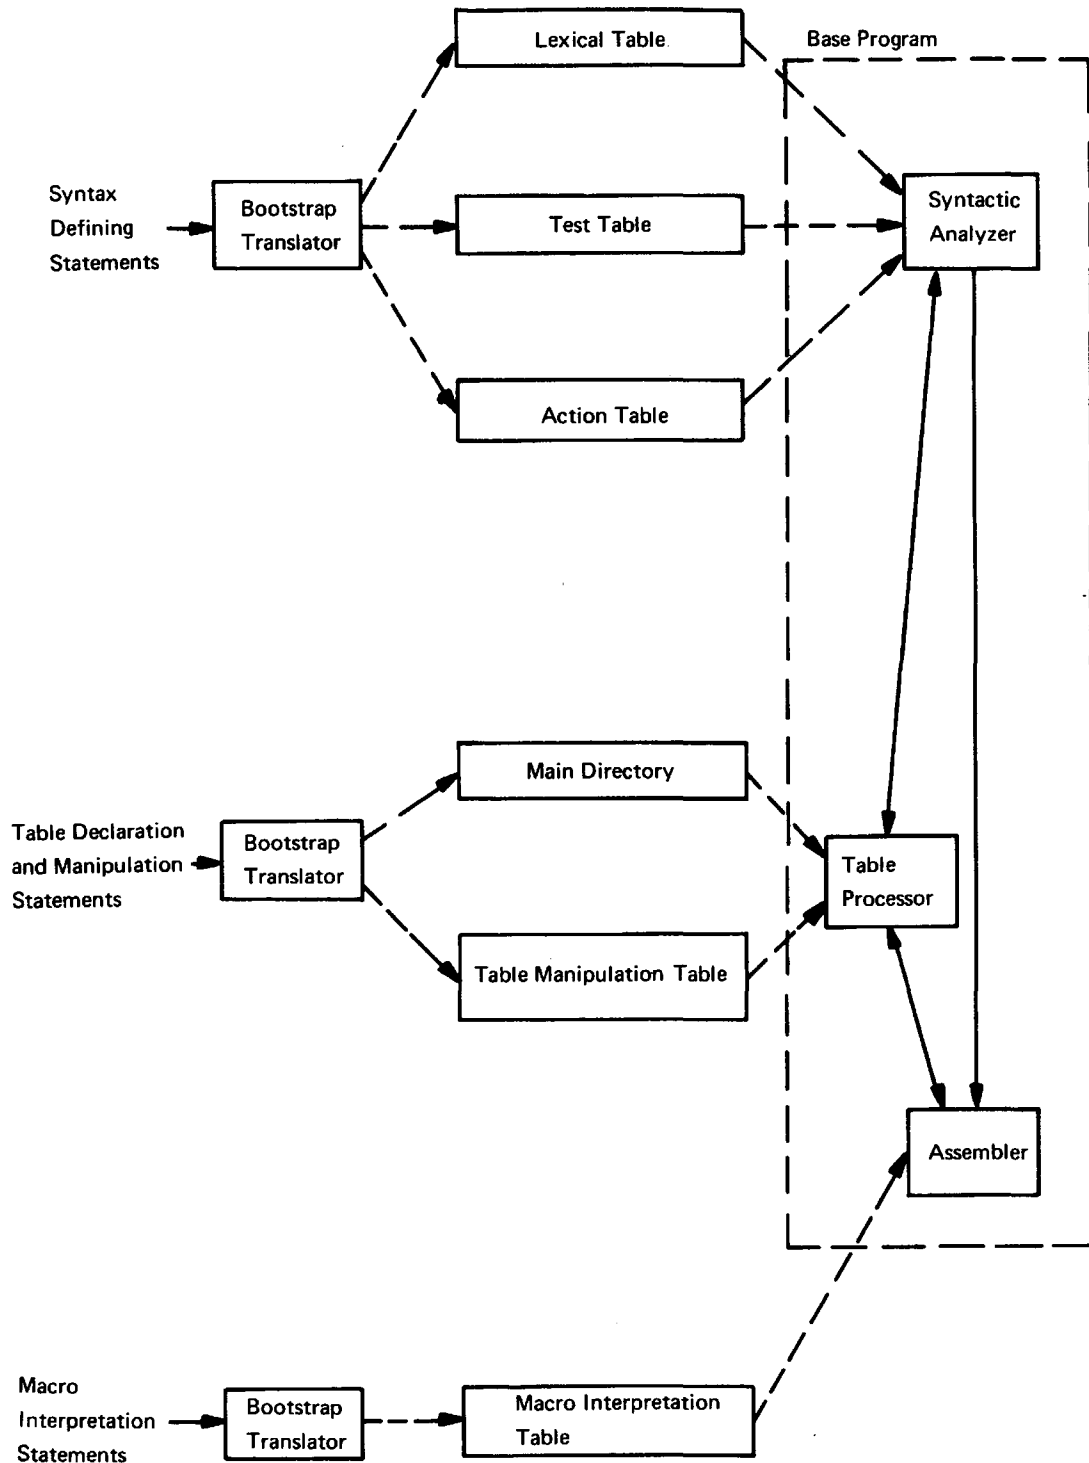 Lexical Table
Base Program
Syntax
Defining
Statements
Bootstrap
Translator
Test Table
Syntactic
Analyzer
Action Table
Main Directory
Table Declaration
and Manipulation
Statements
Bootstrap
Translator
Table
Processor
Table Manipulation Table
Assembler
Macro
Interpretation
Statements
Bootstrap
Translator
Macro Interpretation
Table